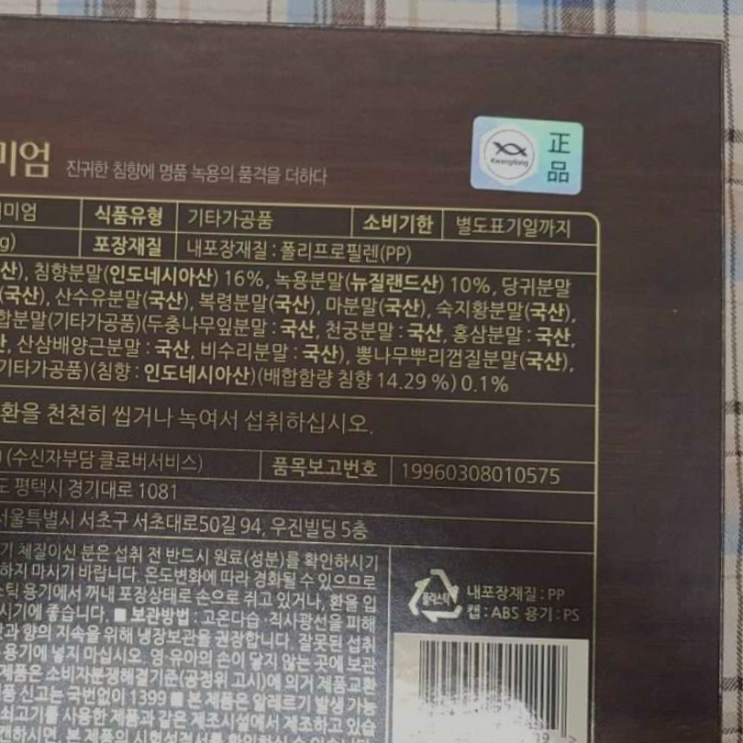 미엄 진귀한 침향에 명품 녹용의 품격을 더하다
Kwangdong
正品
미엄 식품유형 기타가공품 소비기한 별도표기일까지
g) 포장재질 내포장재질 : 폴리프로필렌(PP)
산), 침향분말(인도네시아산) 16%, 녹용분말(뉴질랜드산) 10%, 당귀분말
(국산), 산수유분말(국산), 복령분말(국산), 마분말(국산), 숙지황분말(국산),
합분말(기타가공품)(두충나무잎분말 : 국산, 천궁분말 : 국산, 홍삼분말 : 국산,
산삼배양근분말 : 국산, 비수리분말 : 국산), 뽕나무뿌리껍질분말(국산),
기타가공품)(침향 : 인도네시아산)(배합함량 침향 14.29 %) 0.1%
환을 천천히 씹거나 녹여서 섭취하십시오.
(수신자부담 클로버서비스) 품목보고번호 19960308010575
도 평택시 경기대로 1081
서울특별시 서초구 서초대로50길 94, 우진빌딩 5층
기 체질이신 분은 섭취 전 반드시 원료(성분)를 확인하시기
하지 마시기 바랍니다. 온도변화에 따라 경화될 수 있으므로
스틱 용기에서 꺼내 포장상태로 손으로 쥐고 있거나, 환을 입
시기에 좋습니다. ■ 보관방법 : 고온다습·직사광선을 피해
과 향의 지속을 위해 냉장보관을 권장합니다. 잘못된 섭취
용기에 넣지 마십시오. 영·유아의 손이 닿지 않는 곳에 보관
제품은 소비자분쟁해결기준(공정위 고시)에 의거 제품교환
품 신고는 국번없이 1399 ■ 본 제품은 알레르기 발생 가능
쇠고기를 사용한 제품과 같은 제조시설에서 제조하고 있습
플라스틱
내포장재질 : PP
캡 : ABS 용기 : PS